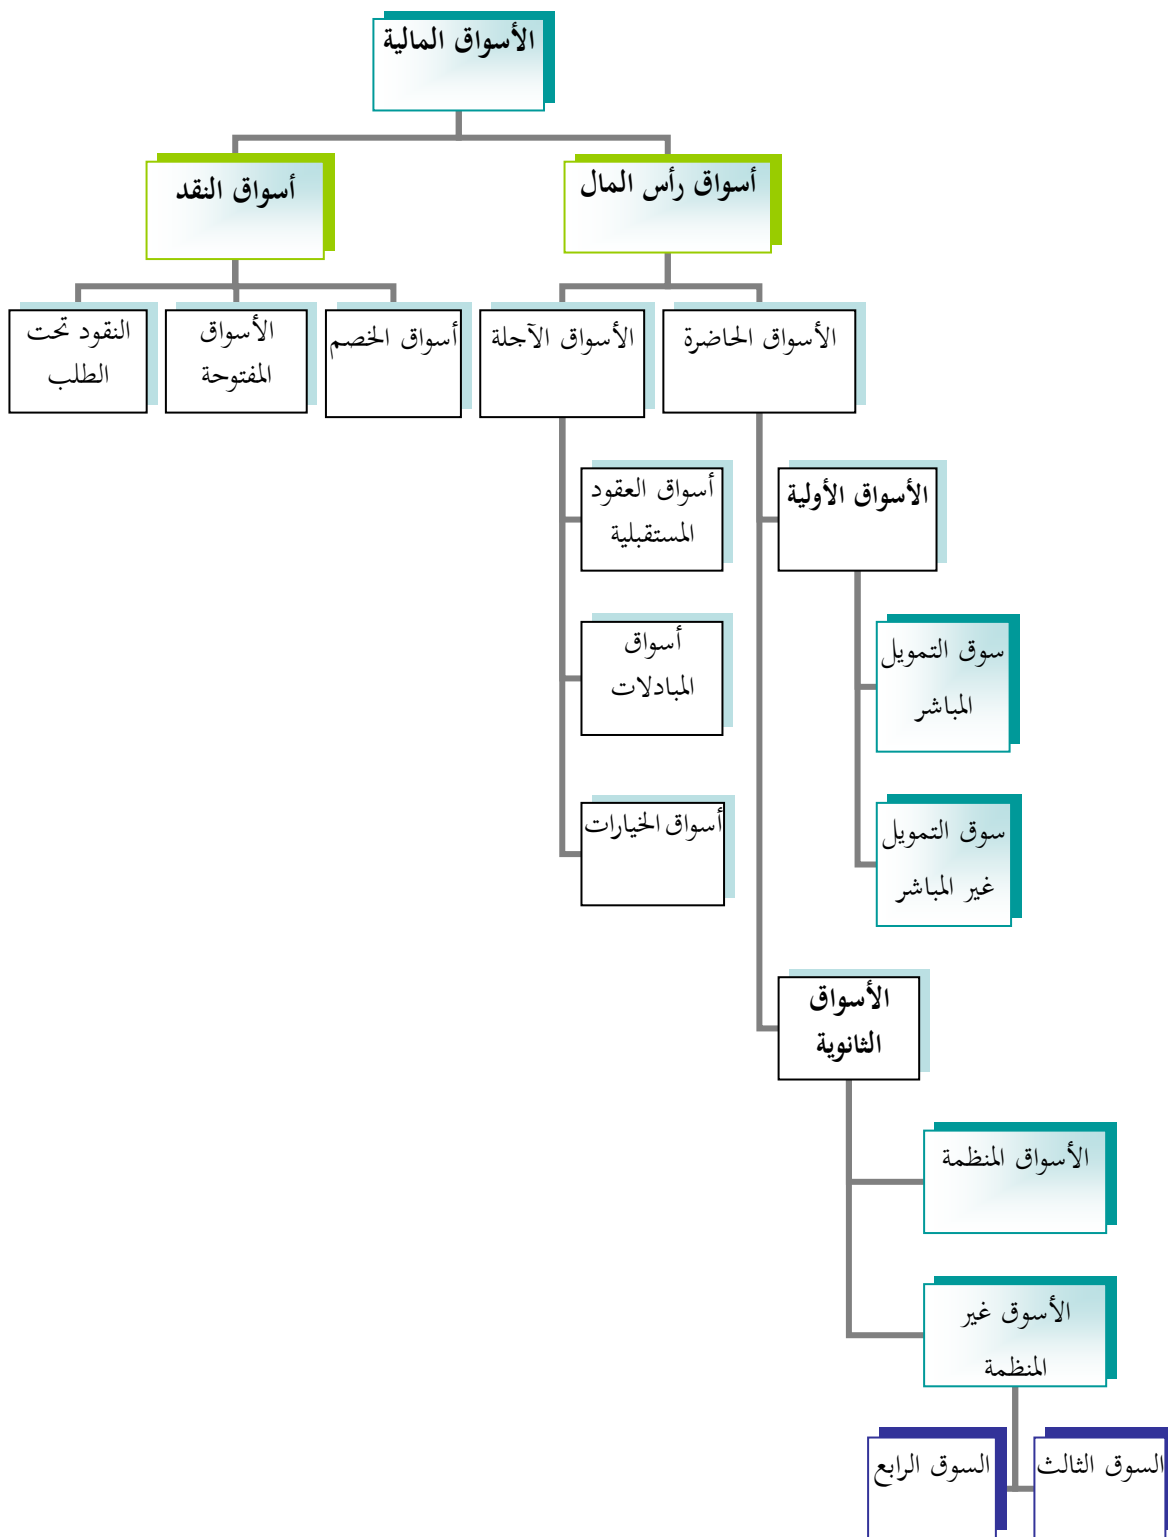 الأسواق المالية
أسواق رأس المال
أسواق النقد
الأسواق الحاضرة
الأسواق الآجلة
أسواق الخصم
الأسواق
المفتوحة
النقود تحت
الطلب
الأسواق الأولية
أسواق العقود
المستقبلية
سوق التمويل
المباشر
أسواق
المبادلات
سوق التمويل
غير المباشر
أسواق الخيارات
الأسواق
الثانوية
الأسواق المنظمة
الأسوق غير
المنظمة
السوق الثالث
السوق الرابع